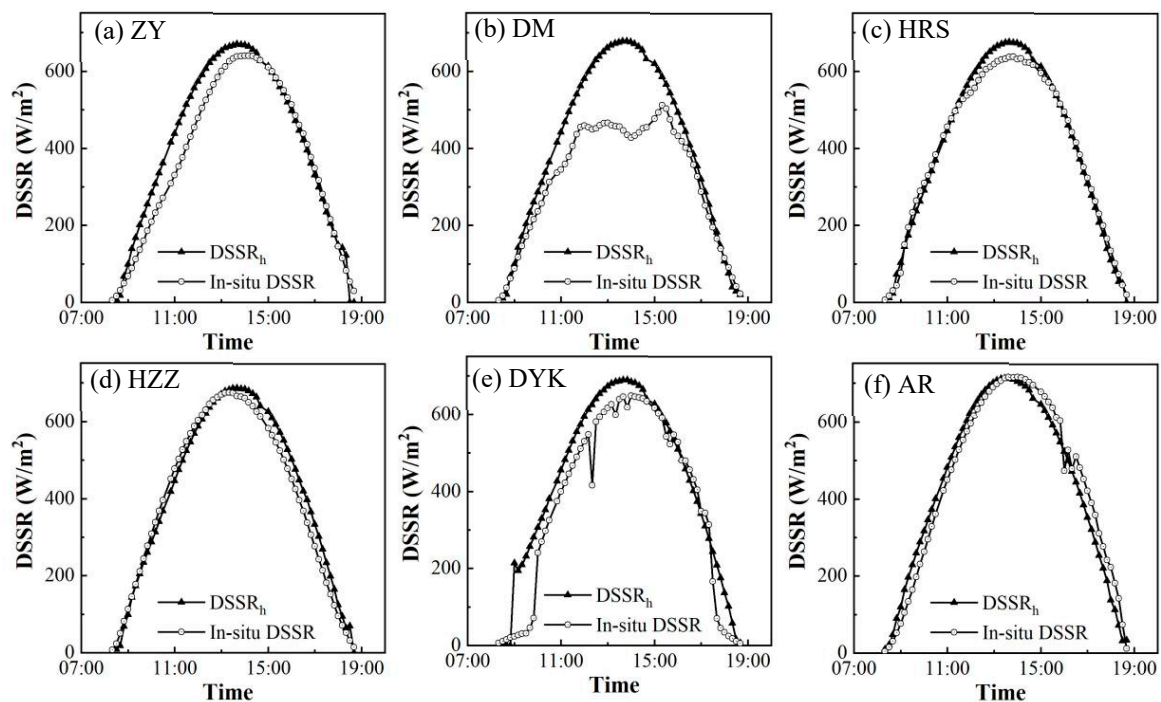 (a) ZY
DSSR (W/m²)
600
400
200
0
DSSRₕ
In-situ DSSR
07:00 11:00 15:00 19:00
Time
(b) DM
DSSR (W/m²)
600
400
200
0
DSSRₕ
In-situ DSSR
07:00 11:00 15:00 19:00
Time
(c) HRS
DSSR (W/m²)
600
400
200
0
DSSRₕ
In-situ DSSR
07:00 11:00 15:00 19:00
Time
(d) HZZ
DSSR (W/m²)
600
400
200
0
DSSRₕ
In-situ DSSR
07:00 11:00 15:00 19:00
Time
(e) DYK
DSSR (W/m²)
600
400
200
0
DSSRₕ
In-situ DSSR
07:00 11:00 15:00 19:00
Time
(f) AR
DSSR (W/m²)
600
400
200
0
DSSRₕ
In-situ DSSR
07:00 11:00 15:00 19:00
Time